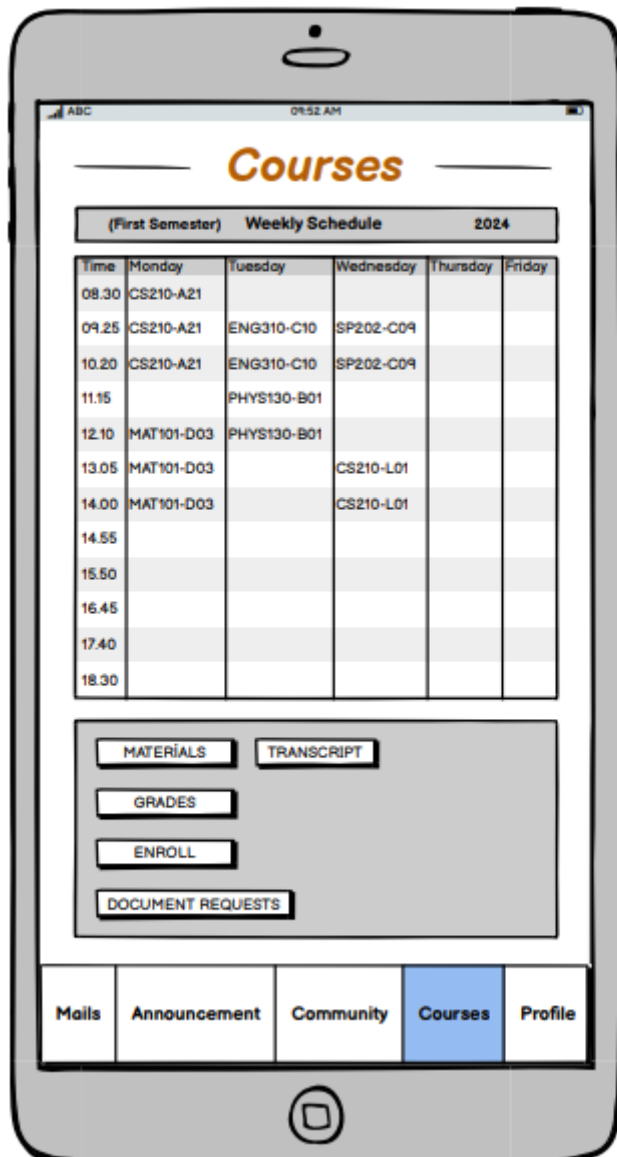 ABC 09:52 AM
Courses
(First Semester) Weekly Schedule 2024
Time Monday Tuesday Wednesday Thursday Friday
08.30 CS210-A21
09.25 CS210-A21 ENG310-C10 SP202-C09
10.20 CS210-A21 ENG310-C10 SP202-C09
11.15 PHYS130-B01
12.10 MAT101-D03 PHYS130-B01
13.05 MAT101-D03 CS210-L01
14.00 MAT101-D03 CS210-L01
14.55
15.50
16.45
17.40
18.30
MATERİALS TRANSCRIPT
GRADES
ENROLL
DOCUMENT REQUESTS
Mails Announcement Community Courses Profile